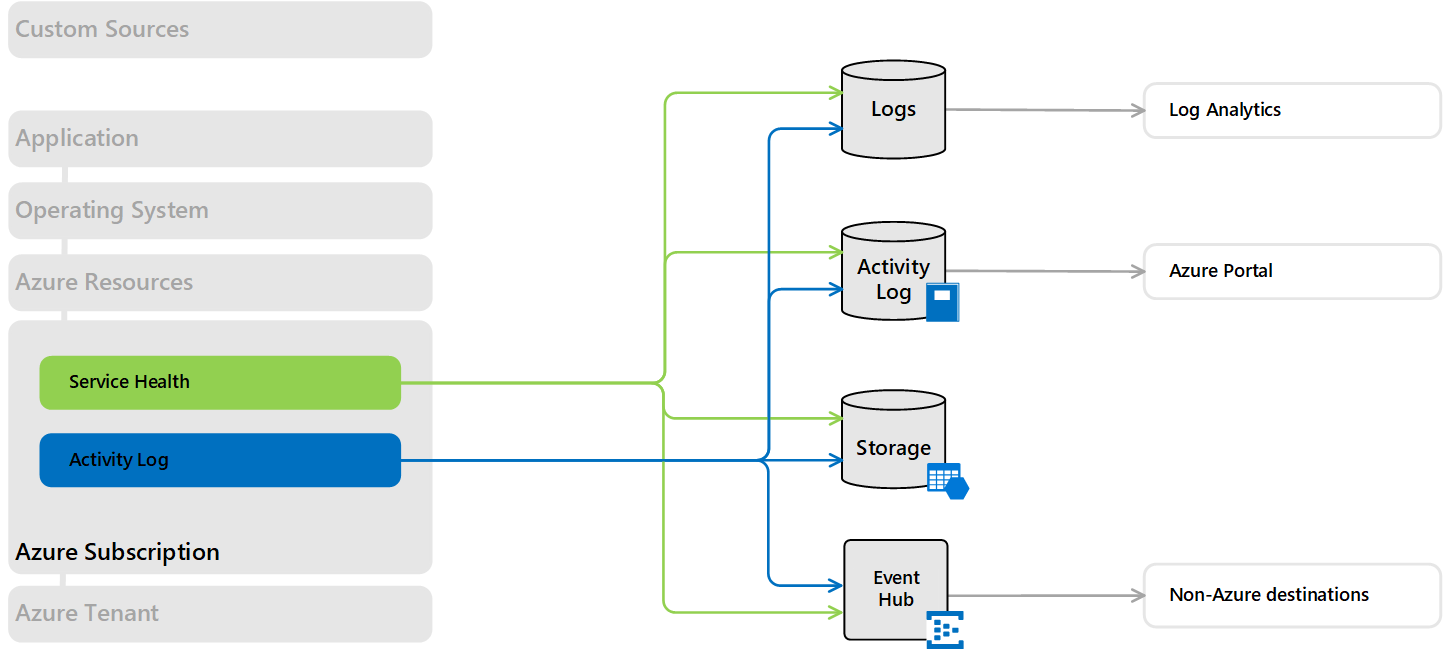 Custom Sources
Application
Operating System
Azure Resources
Service Health
Activity Log
Azure Subscription
Azure Tenant
Logs
Activity
Log
Storage
Event
Hub
Log Analytics
Azure Portal
Non-Azure destinations